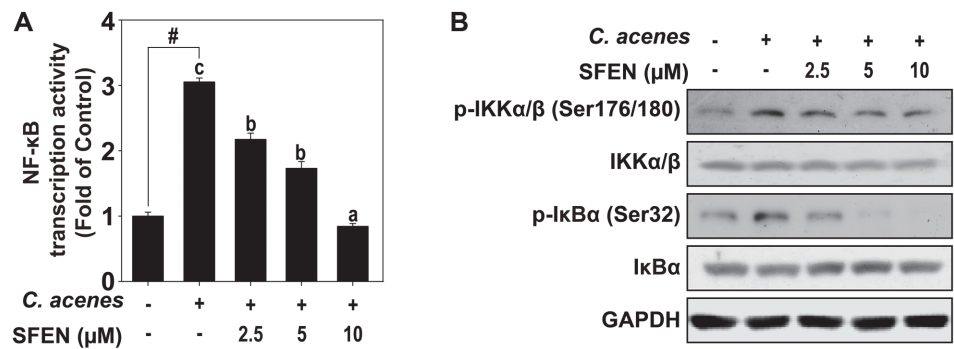 A
NF-κB
transcription activity
(Fold of Control)
4
3
2
1
0
#
c
b
b
a
C. acenes - + + + +
SFEN (μM) - - 2.5 5 10
B
C. acenes - + + + +
SFEN (μM) - - 2.5 5 10
p-IKKα/β (Ser176/180)
IKKα/β
p-IκBα (Ser32)
IκBα
GAPDH